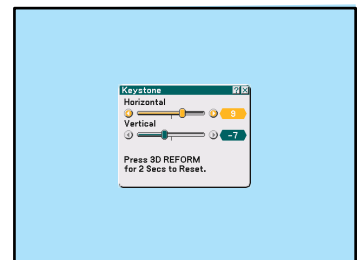 Keystone
Horizontal
9
Vertical
-7
Press 3D REFORM
for 2 Secs to Reset.